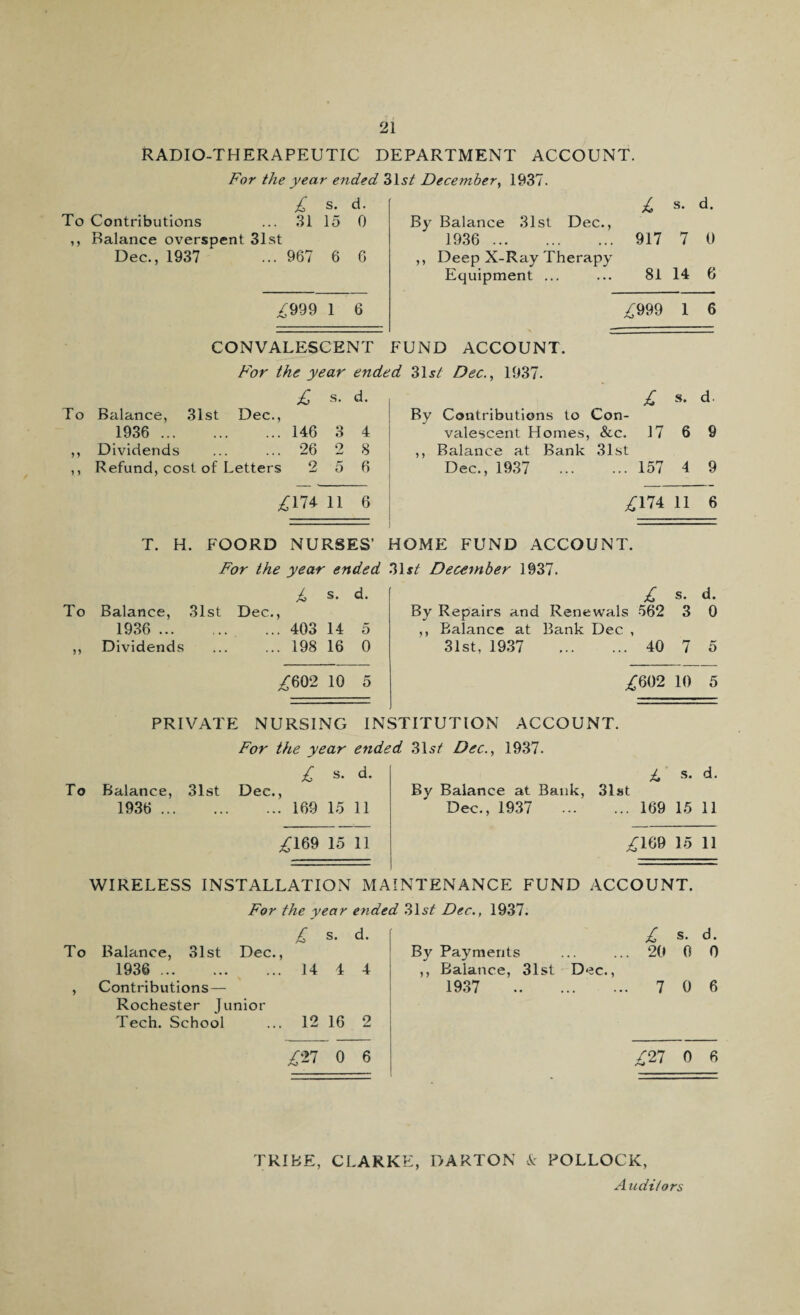 21
RADIO-THERAPEUTIC DEPARTMENT ACCOUNT.
For the year ended 31st December, 1937.
£ s. d.
To Contributions ... 31 15 0
,, Balance overspent 31st
Dec., 1937 ... 967 6 6
£999 1 6
£ s. d.
By Balance 31st Dec.,
1936 ... ... ... 917 7 0
,, Deep X-Ray Therapy
Equipment ... ... 81 14 6
£999 1 6
CONVALESCENT FUND ACCOUNT.
For the year ended 31st Dec., 1937.
£ s. d.
To Balance, 31st Dec.,
1936 ... ... ... 146 3 4
,, Dividends ... ... 26 2 8
,, Refund, cost of Letters 2 5 6
£174 11 6
£ s. d.
By Contributions to Con-
valescent Homes, &c. 17 6 9
,, Balance at Bank 31st
Dec., 1937 ... ... 157 4 9
£174 11 6
T. H. FOORD NURSES' HOME FUND ACCOUNT.
For the year ended 31st December 1937.
£ s. d.
To Balance, 31st Dec.,
1936 ... ... ... 403 14 5
,, Dividends ... ... 198 16 0
£602 10 5
£ s. d.
By Repairs and Renewals 562 3 0
,, Balance at Bank Dec ,
31st, 1937 ... ... 40 7 5
£602 10 5
PRIVATE NURSING INSTITUTION ACCOUNT.
For the year ended 31st Dec., 1937.
£ s. d.
To Balance, 31st Dec.,
1936 ... ... ... 169 15 11
£169 15 11
£ s. d.
By Balance at Bank, 31st
Dec., 1937 ... ... 169 15 11
£169 15 11
WIRELESS INSTALLATION MAINTENANCE FUND ACCOUNT.
For the year ended 31st Dec., 1937.
£ s. d.
To Balance, 31st Dec.,
1936 ... ... ... 14 4 4
, Contributions—
Rochester Junior
Tech. School ... 12 16 2
£27 0 6
£ s. d.
By Payments ... ... 20 0 0
,, Balance, 31st Dec.,
1937 .. ... ... 7 0 6
£27 0 6
TRIBE, CLARKE, DARTON & POLLOCK,
Auditors